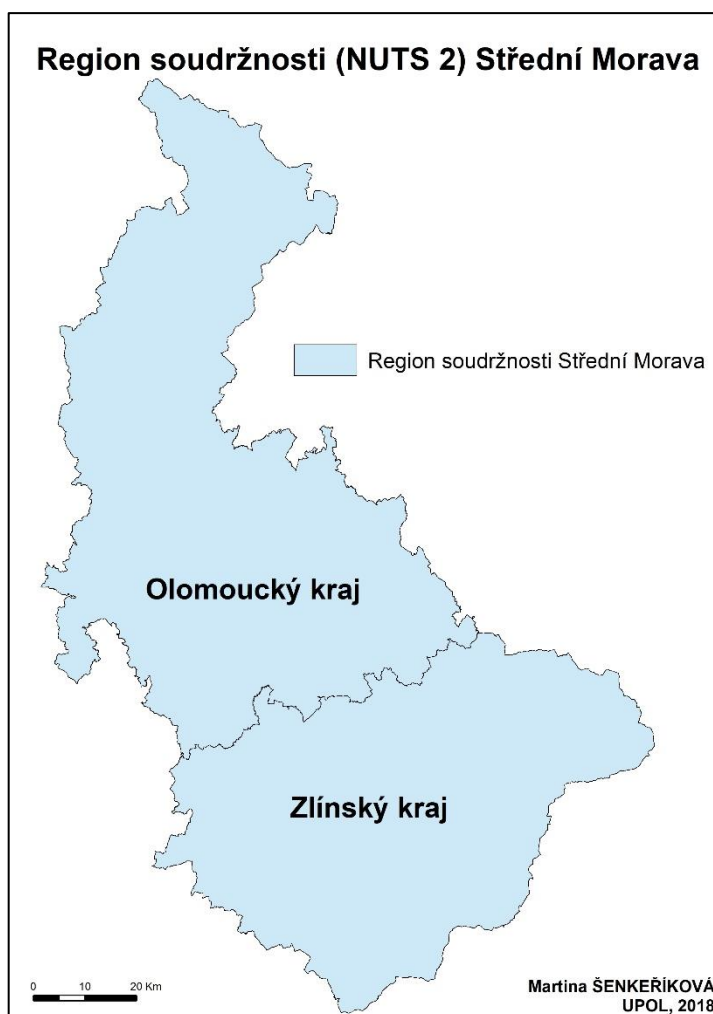 Region soudržnosti (NUTS 2) Střední Morava
Region soudržnosti Střední Morava
Olomoucký kraj
Zlínský kraj
0 10 20 Km
Martina ŠENKEŘÍKOVÁ
UPOL, 2018